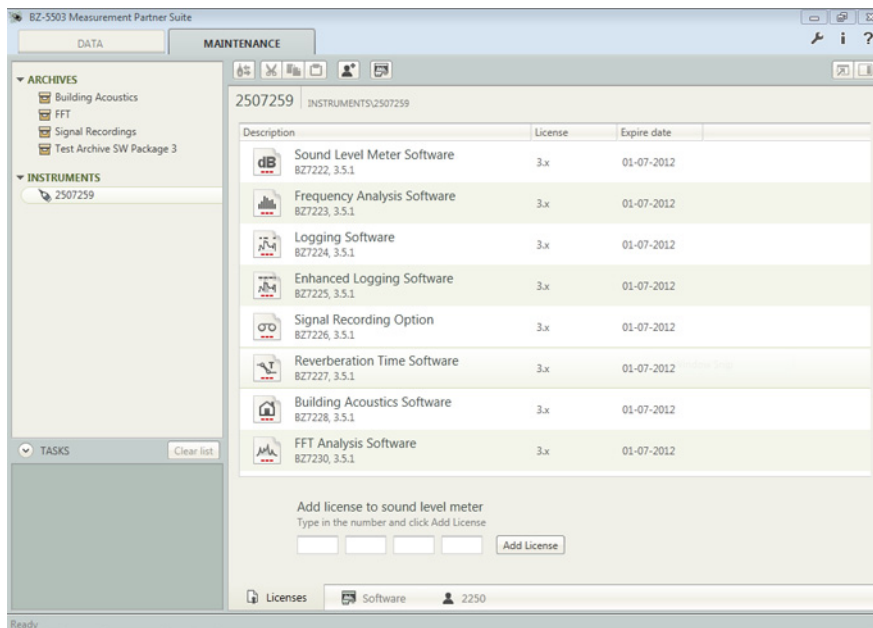 BZ-5503 Measurement Partner Suite
DATA
MAINTENANCE
i ?
ARCHIVES
Building Acoustics
FFT
Signal Recordings
Test Archive SW Package 3
INSTRUMENTS
2507259
2507259 INSTRUMENTS\2507259
Description License Expire date
dB Sound Level Meter Software 3.x 01-07-2012
BZ7222, 3.5.1
Frequency Analysis Software 3.x 01-07-2012
BZ7223, 3.5.1
Logging Software 3.x 01-07-2012
BZ7224, 3.5.1
Enhanced Logging Software 3.x 01-07-2012
BZ7225, 3.5.1
Signal Recording Option 3.x 01-07-2012
BZ7226, 3.5.1
Reverberation Time Software 3.x 01-07-2012
BZ7227, 3.5.1
Building Acoustics Software 3.x 01-07-2012
BZ7228, 3.5.1
FFT Analysis Software 3.x 01-07-2012
BZ7230, 3.5.1
TASKS Clear list
Add license to sound level meter
Type in the number and click Add License
Add License
Licenses Software 2250
Ready